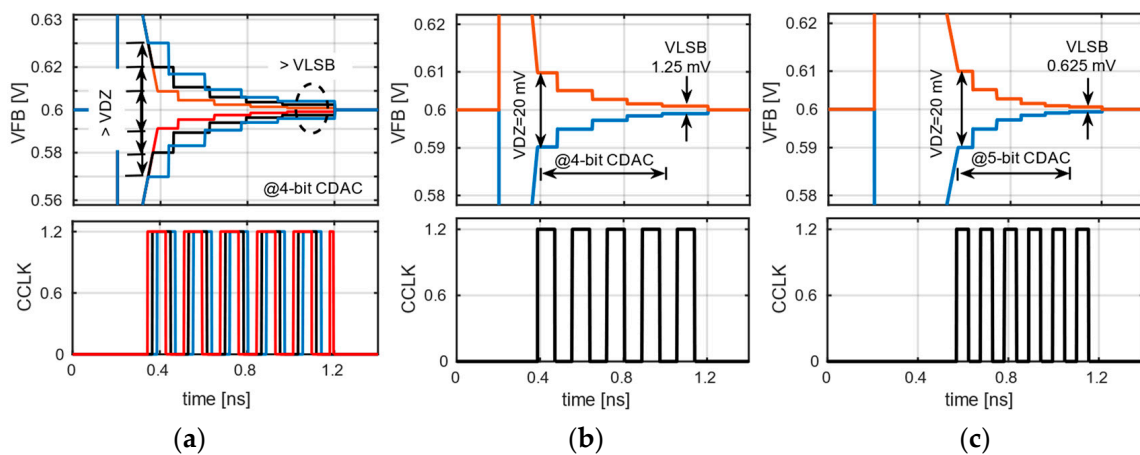 0.62
0.6
0.58
0.56
VFB [V]
> VDZ
> VLSB
@4-bit CDAC
1.2
0.6
0
CCLK
0
0.4
0.8
1.2
time [ns]
(a)
0.62
0.61
0.6
0.59
0.58
VFB [V]
VDZ=20 mV
VLSB
1.25 mV
@4-bit CDAC
1.2
0.6
0
CCLK
0
0.4
0.8
1.2
time [ns]
(b)
0.62
0.61
0.6
0.59
0.58
VFB [V]
VDZ=20 mV
VLSB
0.625 mV
@5-bit CDAC
1.2
0.6
0
CCLK
0
0.4
0.8
1.2
time [ns]
(c)